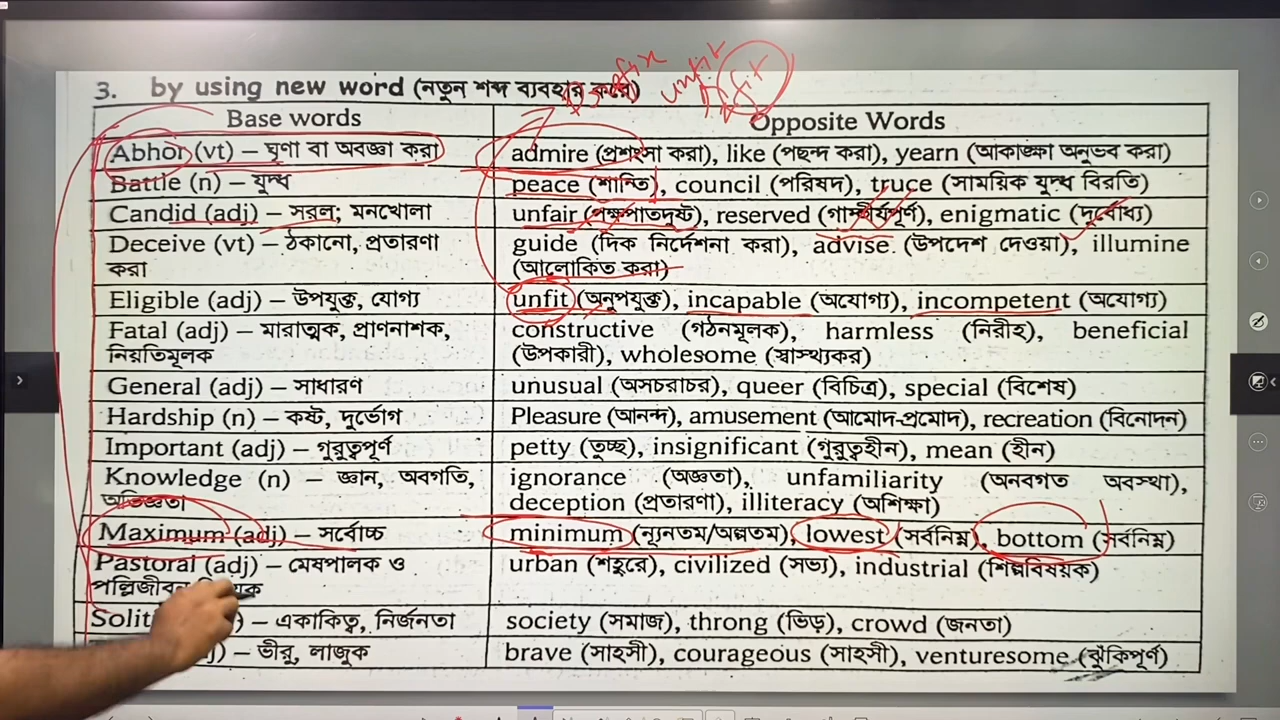 3. by using new word (নতুন শব্দ ব্যবহার করে)
unfit
fit
Base words
Opposite Words
Abhor (vt) – ঘৃণা বা অবজ্ঞা করা
admire (প্রশংসা করা), like (পছন্দ করা), yearn (আকাঙ্ক্ষা অনুভব করা)
Battle (n) – যুদ্ধ
peace (শান্তি), council (পরিষদ), truce (সাময়িক যুদ্ধ বিরতি)
Candid (adj) – সরল; মনখোলা
unfair (পক্ষপাতদুষ্ট), reserved (গাম্ভীর্যপূর্ণ), enigmatic (দুর্বোধ্য)
Deceive (vt) – ঠকানো, প্রতারণা
করা
guide (দিক নির্দেশনা করা), advise (উপদেশ দেওয়া), illumine
(আলোকিত করা)
Eligible (adj) – উপযুক্ত, যোগ্য
unfit (অনুপযুক্ত), incapable (অযোগ্য), incompetent (অযোগ্য)
Fatal (adj) – মারাত্মক, প্রাণনাশক,
নিয়তিমূলক
constructive (গঠনমূলক), harmless (নিরীহ), beneficial
(উপকারী), wholesome (স্বাস্থ্যকর)
General (adj) – সাধারণ
unusual (অসচরাচর), queer (বিচিত্র), special (বিশেষ)
Hardship (n) – কষ্ট, দুর্ভোগ
Pleasure (আনন্দ), amusement (আমোদ-প্রমোদ), recreation (বিনোদন)
Important (adj) – গুরুত্বপূর্ণ
petty (তুচ্ছ), insignificant (গুরুত্বহীন), mean (হীন)
Knowledge (n) – জ্ঞান, অবগতি,
অভিজ্ঞতা
ignorance (অজ্ঞতা), unfamiliarity (অনবগত অবস্থা),
deception (প্রতারণা), illiteracy (অশিক্ষা)
Maximum (adj) – সর্বোচ্চ
minimum (ন্যূনতম/অল্পতম), lowest (সর্বনিম্ন), bottom (সর্বনিম্ন)
Pastoral (adj) – মেষপালক ও
পল্লিজীবন
urban (শহুরে), civilized (সভ্য), industrial (শিল্পবিষয়ক)
– একাকিত্ব, নির্জনতা
society (সমাজ), throng (ভিড়), crowd (জনতা)
– ভীরু, লাজুক
brave (সাহসী), courageous (সাহসী), venturesome (ঝুঁকিপূর্ণ)